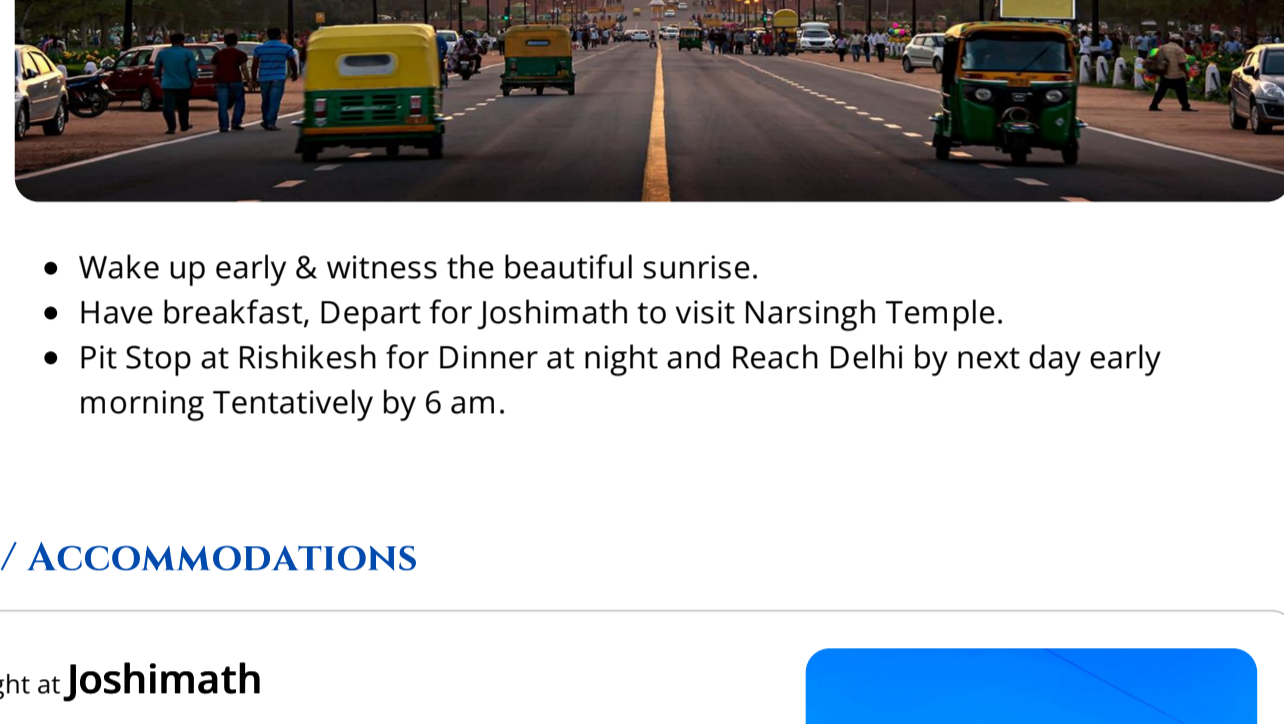 Wake up early & witness the beautiful sunrise.
Have breakfast, Depart for Joshimath to visit Narsingh Temple.
Pit Stop at Rishikesh for Dinner at night and Reach Delhi by next day early
morning Tentatively by 6 am.
/ ACCOMMODATIONS
ght at Joshimath